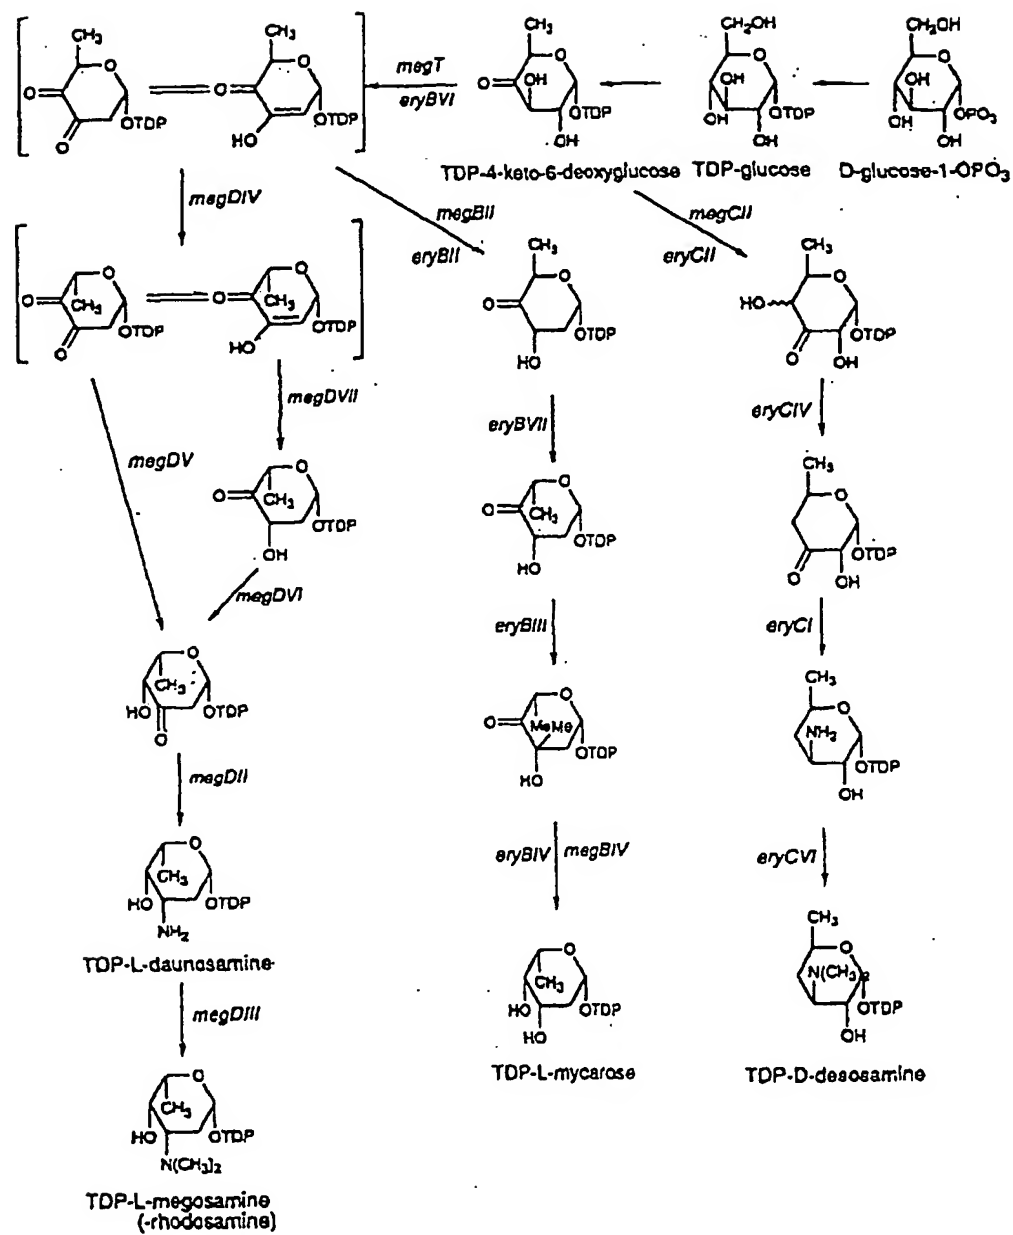 CH₃
O
O
O
OTDP
CH₃
O
O
HO
OTDP
megT
eryBVI
CH₃
O
O
OH
OTDP
OH
TDP-4-keto-6-deoxyglucose
CH₂OH
O
OH
OH
OTDP
OH
TDP-glucose
CH₂OH
O
OH
OH
OPO₃
OH
D-glucose-1-OPO₃
megDIV
megBII
eryBII
megCII
eryCII
O
O
CH₃
O
OTDP
O
O
CH₃
HO
OTDP
CH₃
O
O
OTDP
HO
CH₃
O
HO
OTDP
O
OH
megDV
megDVII
eryBVII
eryCIV
O
O
CH₃
OTDP
OH
megDVI
O
O
CH₃
OTDP
HO
CH₃
O
OTDP
O
OH
eryBIII
eryCI
O
CH₃
HO
OTDP
O
O
O
Me
Me
OTDP
HO
CH₃
O
NH₂
OTDP
OH
megDII
eryBIV
megBIV
eryCVI
O
CH₃
HO
OTDP
NH₂
TDP-L-daunosamine
O
CH₃
HO
OTDP
HO
TDP-L-mycarose
CH₃
O
N(CH₃)₂
OTDP
OH
TDP-D-desosamine
megDIII
O
CH₃
HO
OTDP
N(CH₃)₂
TDP-L-megosamine
(-rhodosamine)